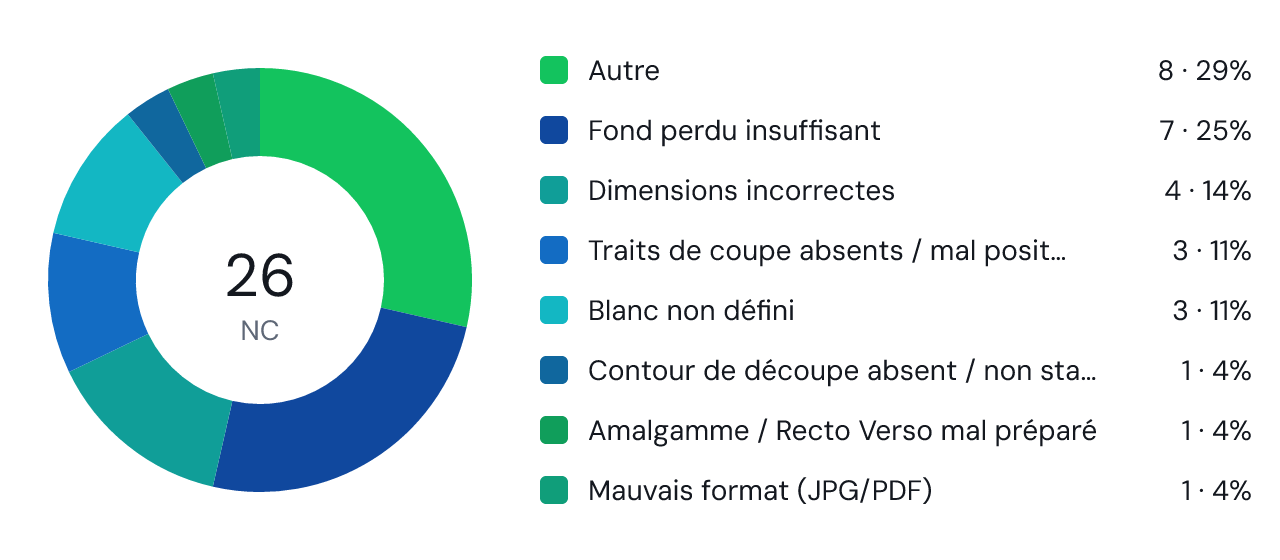 26
NC
Autre 8 · 29%
Fond perdu insuffisant 7 · 25%
Dimensions incorrectes 4 · 14%
Traits de coupe absents / mal posit... 3 · 11%
Blanc non défini 3 · 11%
Contour de découpe absent / non sta... 1 · 4%
Amalgamme / Recto Verso mal préparé 1 · 4%
Mauvais format (JPG/PDF) 1 · 4%